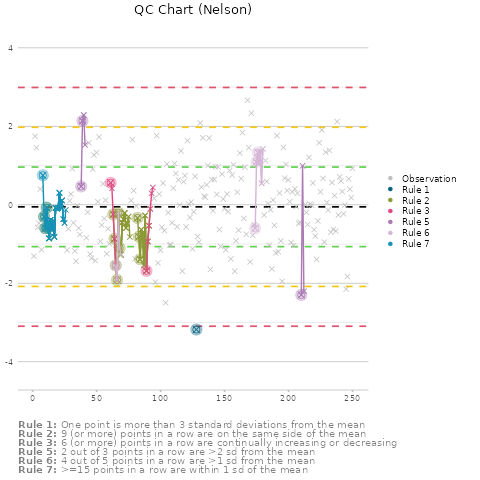 QC Chart (Nelson)
4
2
0
-2
-4
0
50
100
150
200
250
Observation
Rule 1
Rule 2
Rule 3
Rule 5
Rule 6
Rule 7
Rule 1: One point is more than 3 standard deviations from the mean
Rule 2: 9 (or more) points in a row are on the same side of the mean
Rule 3: 6 (or more) points in a row are continually increasing or decreasing
Rule 5: 2 out of 3 points in a row are >2 sd from the mean
Rule 6: 4 out of 5 points in a row are >1 sd from the mean
Rule 7: >=15 points in a row are within 1 sd of the mean